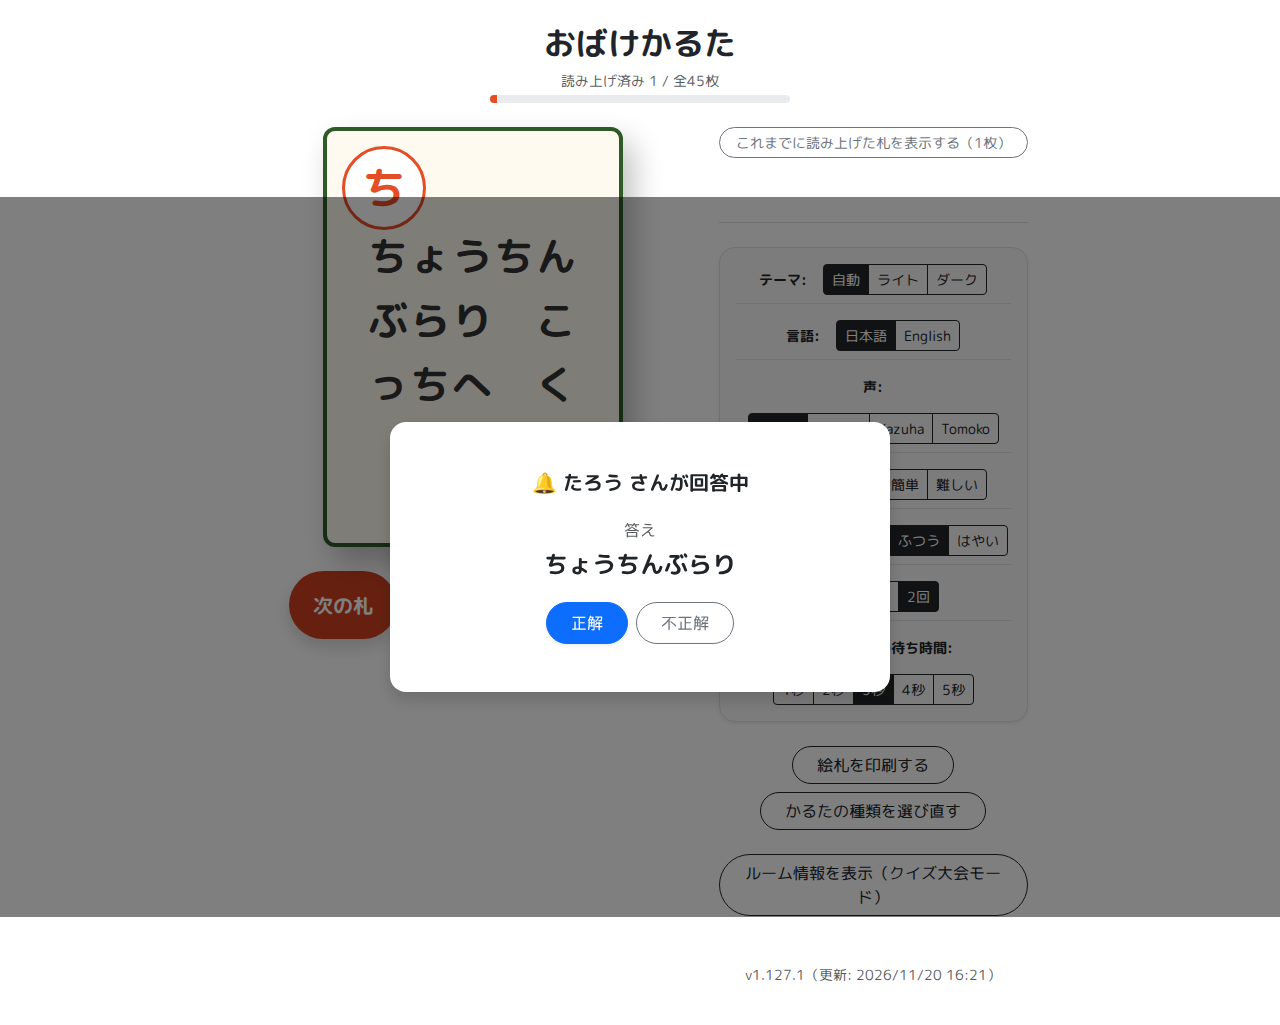 おばけかるた
読み上げ済み 1 / 全45枚
ち
ちょうちん
ぶらり　こ
っちへ　く
次の札
これまでに読み上げた札を表示する（1枚）
テーマ: 自動 ライト ダーク
言語: 日本語 English
声:
azuha Tomoko
簡単 難しい
ふつう はやい
2回
待ち時間:
4秒 5秒
🔔 たろう さんが回答中
答え
ちょうちんぶらり
正解 不正解
絵札を印刷する
かるたの種類を選び直す
ルーム情報を表示（クイズ大会モー
ド）
v1.127.1（更新: 2026/11/20 16:21）